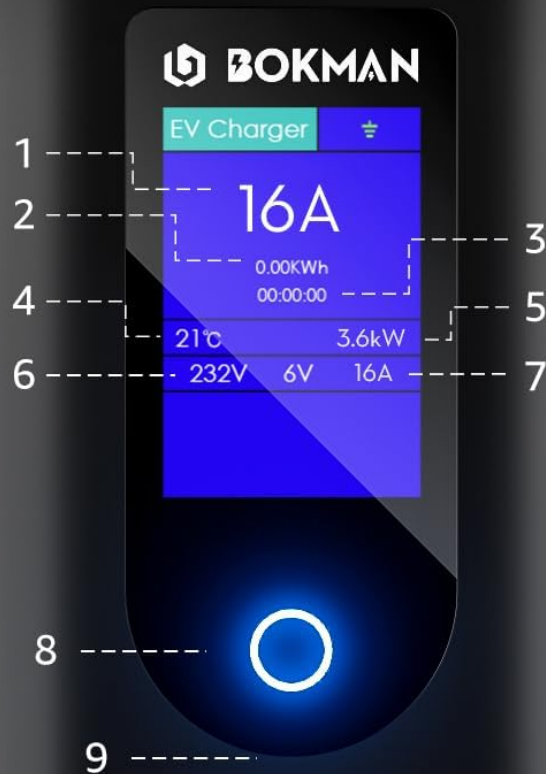 BOKMAN
EV Charger
1
16A
2
0.00KWh
3
00:00:00
4
21℃
3.6kW
5
6
232V 6V 16A
7
8
9